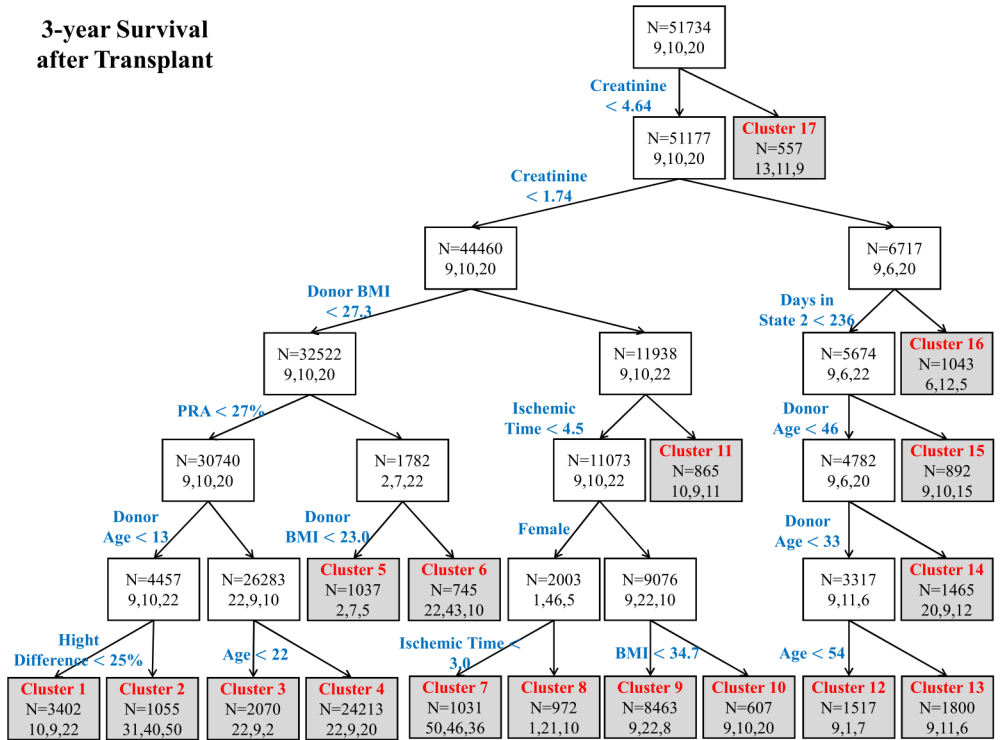 3-year Survival
after Transplant
N=51734
9,10,20
Creatinine
< 4.64
N=51177
9,10,20
Cluster 17
N=557
13,11,9
Creatinine
< 1.74
N=44460
9,10,20
N=6717
9,6,20
Donor BMI
< 27.3
Days in
State 2 < 236
N=32522
9,10,20
N=11938
9,10,22
N=5674
9,6,22
Cluster 16
N=1043
6,12,5
PRA < 27%
Ischemic
Time < 4.5
Donor
Age < 46
N=30740
9,10,20
N=1782
2,7,22
N=11073
9,10,22
Cluster 11
N=865
10,9,11
N=4782
9,6,20
Cluster 15
N=892
9,10,15
Donor
Age < 13
Donor
BMI < 23.0
Female
Donor
Age < 33
N=4457
9,10,22
N=26283
22,9,10
Cluster 5
N=1037
2,7,5
Cluster 6
N=745
22,43,10
N=2003
1,46,5
N=9076
9,22,10
N=3317
9,11,6
Cluster 14
N=1465
20,9,12
Hight
Difference < 25%
Age < 22
Ischemic Time <
3.0
BMI < 34.7
Age < 54
Cluster 1
N=3402
10,9,22
Cluster 2
N=1055
31,40,50
Cluster 3
N=2070
22,9,2
Cluster 4
N=24213
22,9,20
Cluster 7
N=1031
50,46,36
Cluster 8
N=972
1,21,10
Cluster 9
N=8463
9,22,8
Cluster 10
N=607
9,10,20
Cluster 12
N=1517
9,1,7
Cluster 13
N=1800
9,11,6